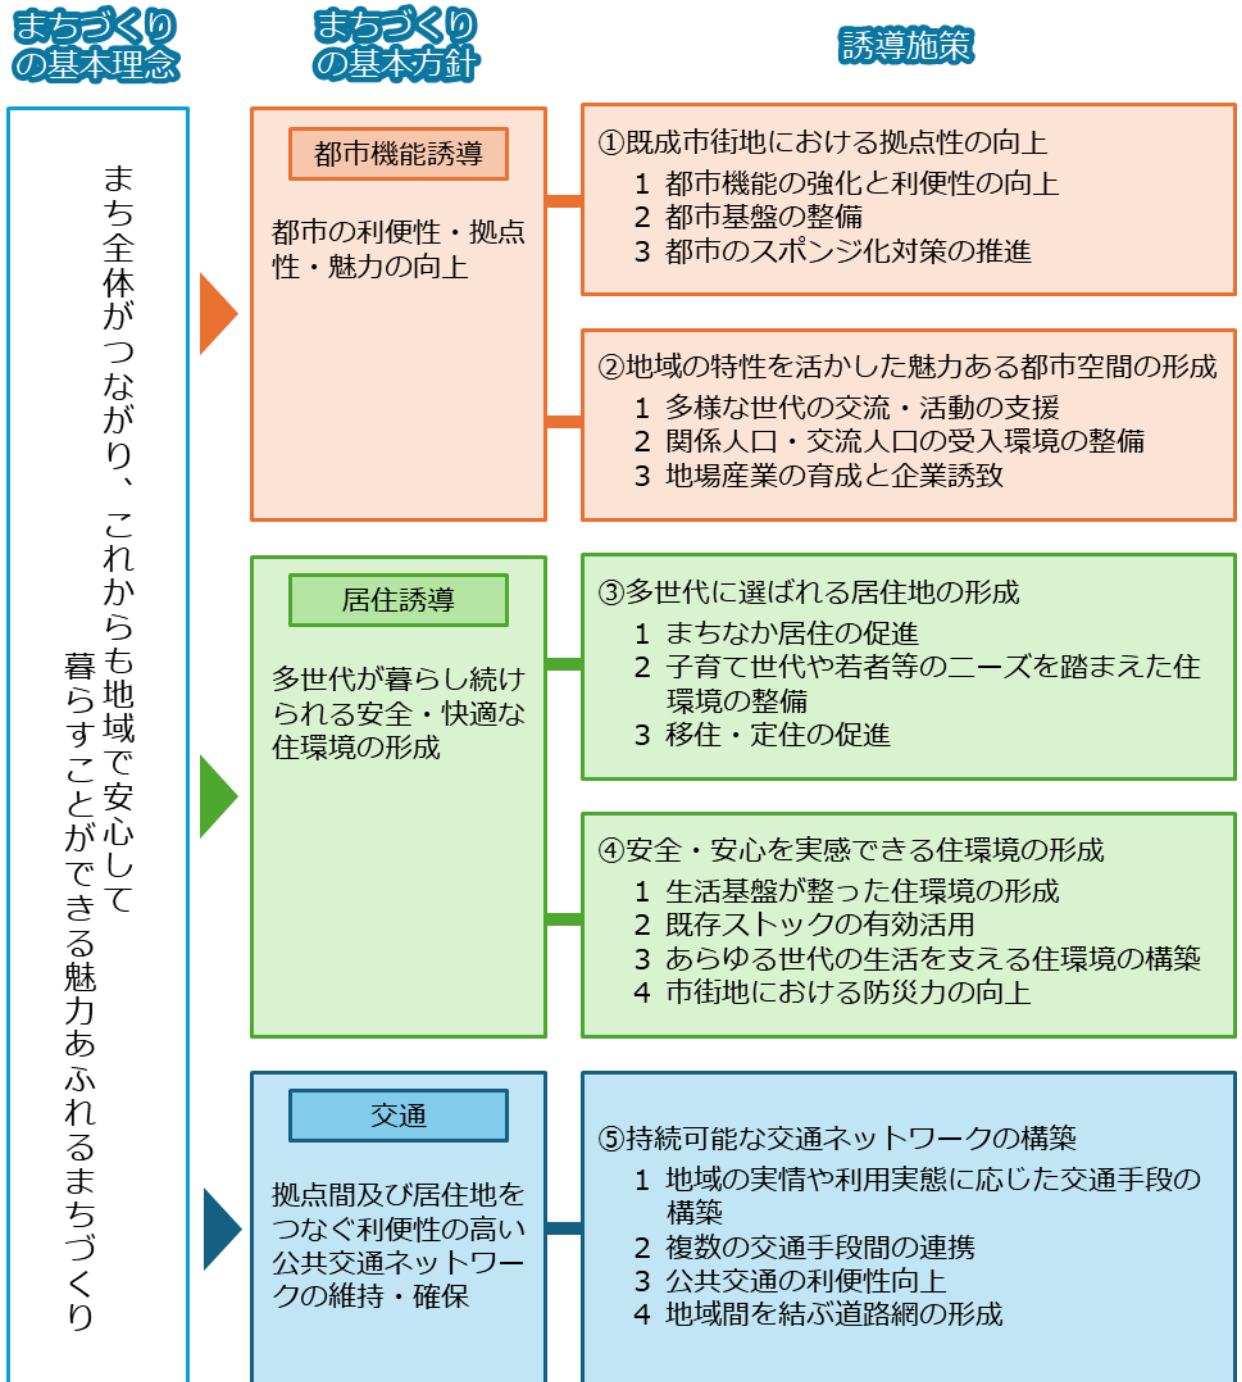 まちづくり
の基本理念
まちづくり
の基本方針
誘導施策
まち全体がつながり、これからも地域で安心して
暮らすことができる魅力あふれるまちづくり
都市機能誘導
都市の利便性・拠点
性・魅力の向上
①既成市街地における拠点性の向上
1 都市機能の強化と利便性の向上
2 都市基盤の整備
3 都市のスポンジ化対策の推進
②地域の特性を活かした魅力ある都市空間の形成
1 多様な世代の交流・活動の支援
2 関係人口・交流人口の受入環境の整備
3 地場産業の育成と企業誘致
居住誘導
多世代が暮らし続け
られる安全・快適な
住環境の形成
③多世代に選ばれる居住地の形成
1 まちなか居住の促進
2 子育て世代や若者等のニーズを踏まえた住
環境の整備
3 移住・定住の促進
④安全・安心を実感できる住環境の形成
1 生活基盤が整った住環境の形成
2 既存ストックの有効活用
3 あらゆる世代の生活を支える住環境の構築
4 市街地における防災力の向上
交通
拠点間及び居住地を
つなぐ利便性の高い
公共交通ネットワー
クの維持・確保
⑤持続可能な交通ネットワークの構築
1 地域の実情や利用実態に応じた交通手段の
構築
2 複数の交通手段間の連携
3 公共交通の利便性向上
4 地域間を結ぶ道路網の形成